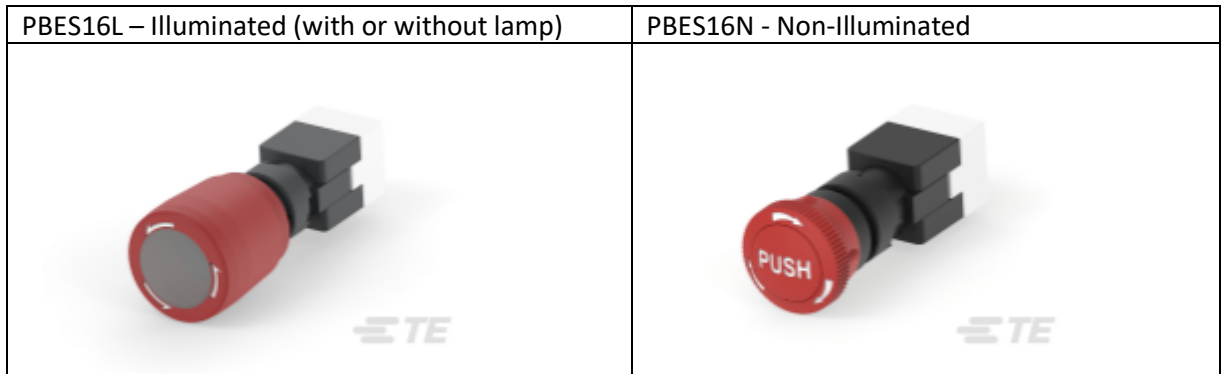 PBES16L – Illuminated (with or without lamp)
PBES16N - Non-Illuminated
PUSH
TE
TE